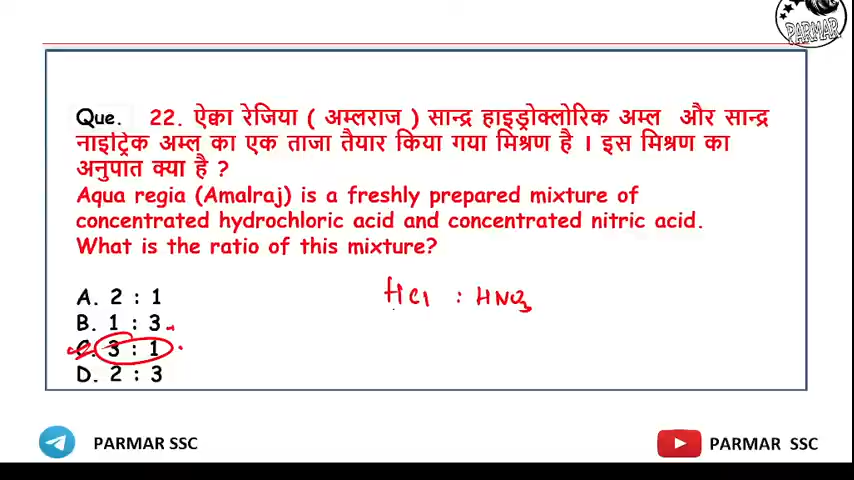 PARMAR
Que. 22. ऐक्वा रेजिया ( अम्लराज ) सान्द्र हाइड्रोक्लोरिक अम्ल और सान्द्र
नाइट्रिक अम्ल का एक ताजा तैयार किया गया मिश्रण है । इस मिश्रण का
अनुपात क्या है ?
Aqua regia (Amalraj) is a freshly prepared mixture of
concentrated hydrochloric acid and concentrated nitric acid.
What is the ratio of this mixture?
HCl : HNO3
A. 2 : 1
B. 1 : 3
C. 3 : 1
D. 2 : 3
PARMAR SSC
PARMAR SSC